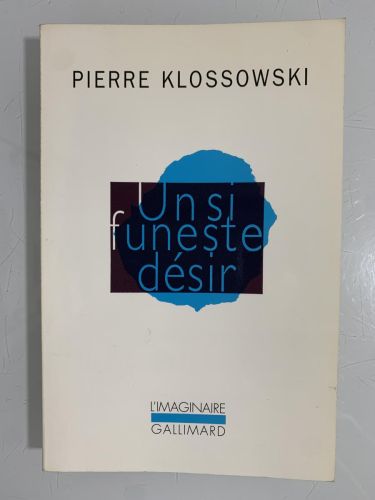 PIERRE KLOSSOWSKI
Un si
funeste
désir
L'IMAGINAIRE
GALLIMARD